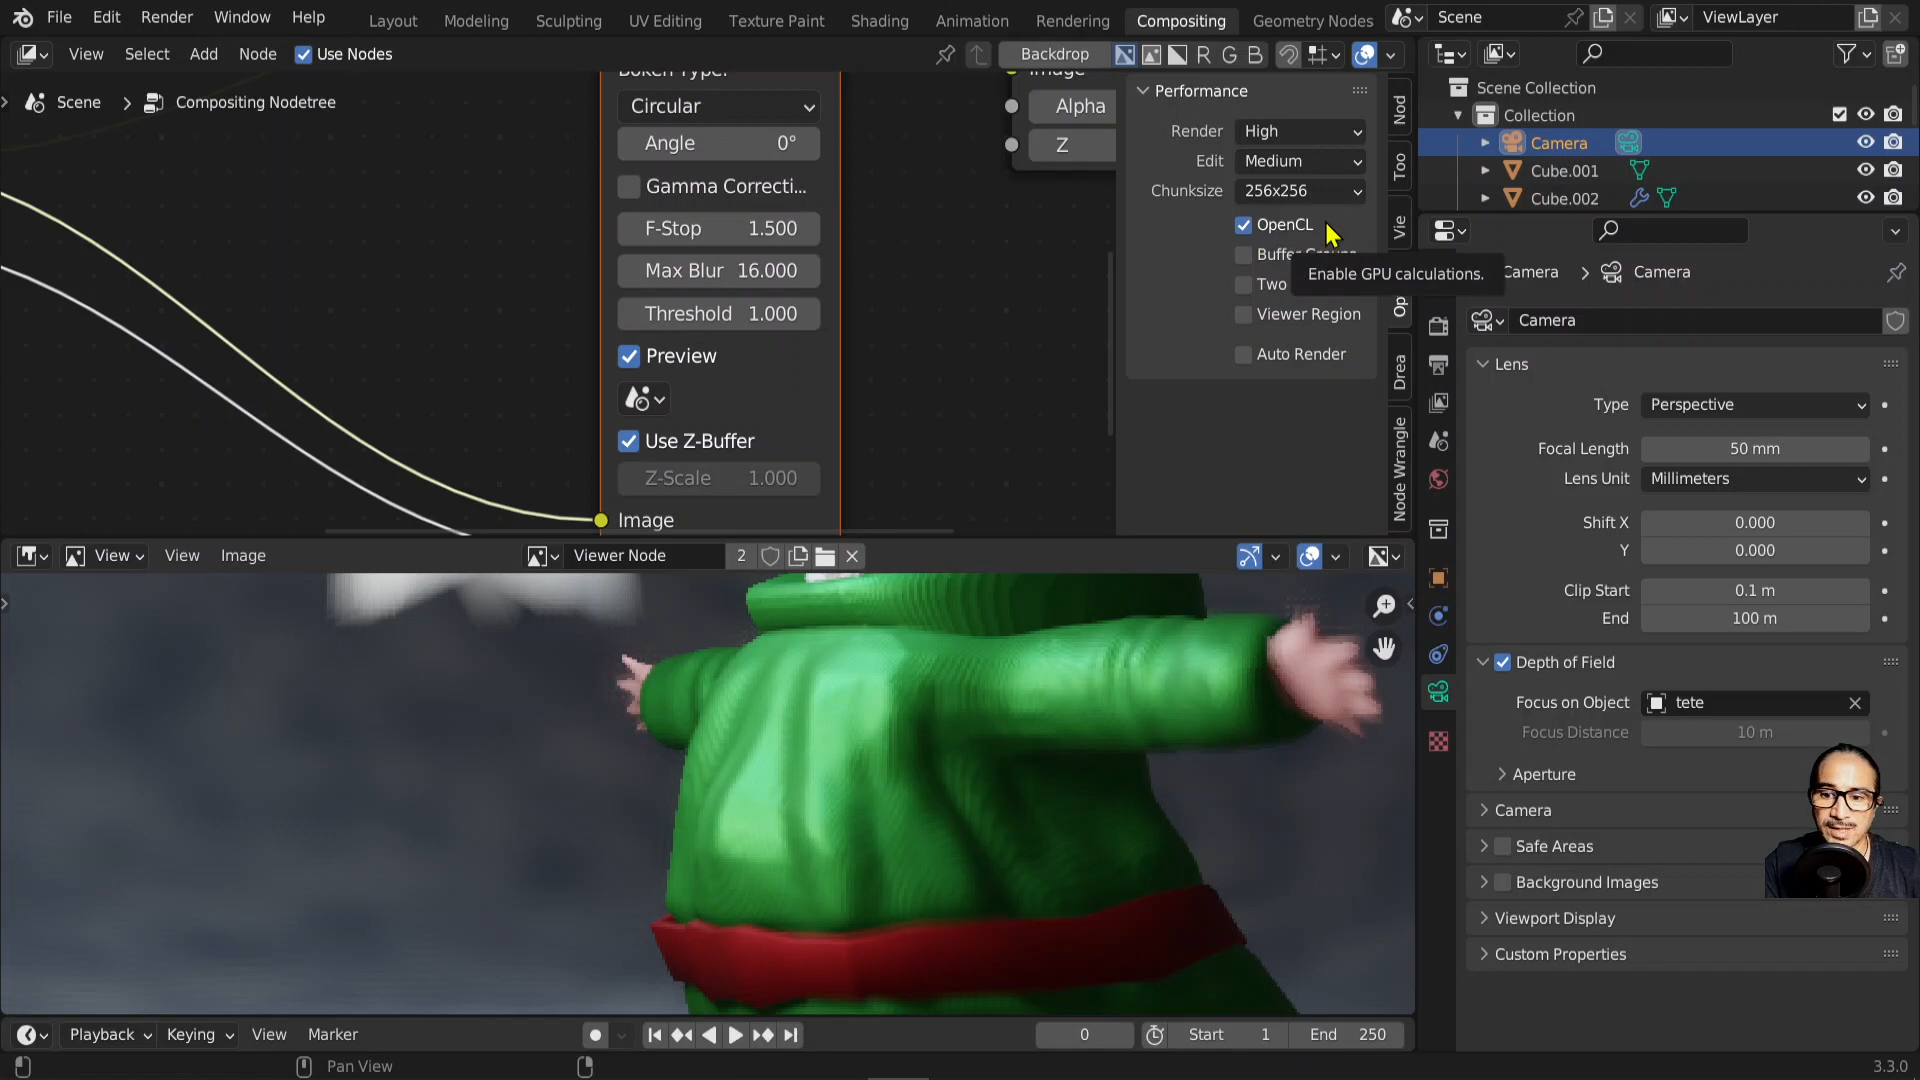 File Edit Render Window Help Layout Modeling Sculpting UV Editing Texture Paint Shading Animation Rendering Compositing Geometry Nodes Scene ViewLayer
View Select Add Node Use Nodes Backdrop R G B
Scene > Compositing Nodetree
Circular
Angle 0°
Gamma Correcti...
F-Stop 1.500
Max Blur 16.000
Threshold 1.000
Preview
Use Z-Buffer
Z-Scale 1.000
Image
Image
Alpha
Z
Performance
Render High
Edit Medium
Chunksize 256x256
OpenCL
Enable GPU calculations.
Two
Viewer Region
Auto Render
Nod
Too
Vie
Op
Drea
Node Wrangle
Scene Collection
Collection
Camera
Cube.001
Cube.002
Camera > Camera
Camera
Lens
Type Perspective
Focal Length 50 mm
Lens Unit Millimeters
Shift X 0.000
Y 0.000
Clip Start 0.1 m
End 100 m
Depth of Field
Focus on Object tete
Focus Distance 10 m
Aperture
Camera
Safe Areas
Background Images
Viewport Display
Custom Properties
View View Image Viewer Node 2
Playback Keying View Marker 0 Start 1 End 250
Pan View 3.3.0